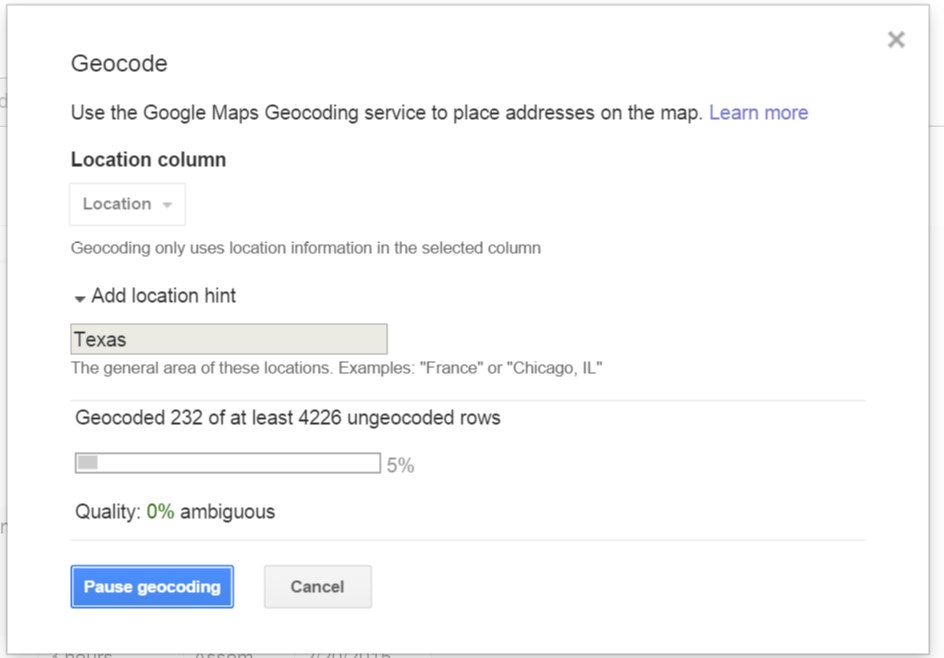 Geocode
Use the Google Maps Geocoding service to place addresses on the map. Learn more
Location column
Location
Geocoding only uses location information in the selected column
Add location hint
Texas
The general area of these locations. Examples: "France" or "Chicago, IL"
Geocoded 232 of at least 4226 ungeocoded rows
5%
Quality: 0% ambiguous
Pause geocoding
Cancel